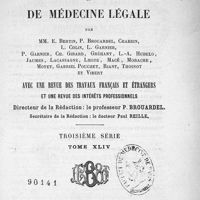 DE MÉDECINE LÉGALE
PAR
MM. E. BERTIN, P. BROUARDEL, CHARRIN,
L. COLIN, L. GARNIER,
P. GARNIER, CH. GIRARD, GRÉHANT, L.-A. HUDELO,
JAUMES, LACASSAGNE, LHOTE, MACÉ, MORACHE,
MOTET, GABRIEL POUCHET, RIANT, THOINOT
ET VIBERT
AVEC UNE REVUE DES TRAVAUX FRANÇAIS ET ÉTRANGERS
ET UNE REVUE DES INTÉRÊTS PROFESSIONNELS
Directeur de la Rédaction: le professeur P. BROUARDEL.
Secrétaire de la Rédaction: le docteur Paul REILLE.
TROISIÈME SÉRIE
TOME XLIV
90141